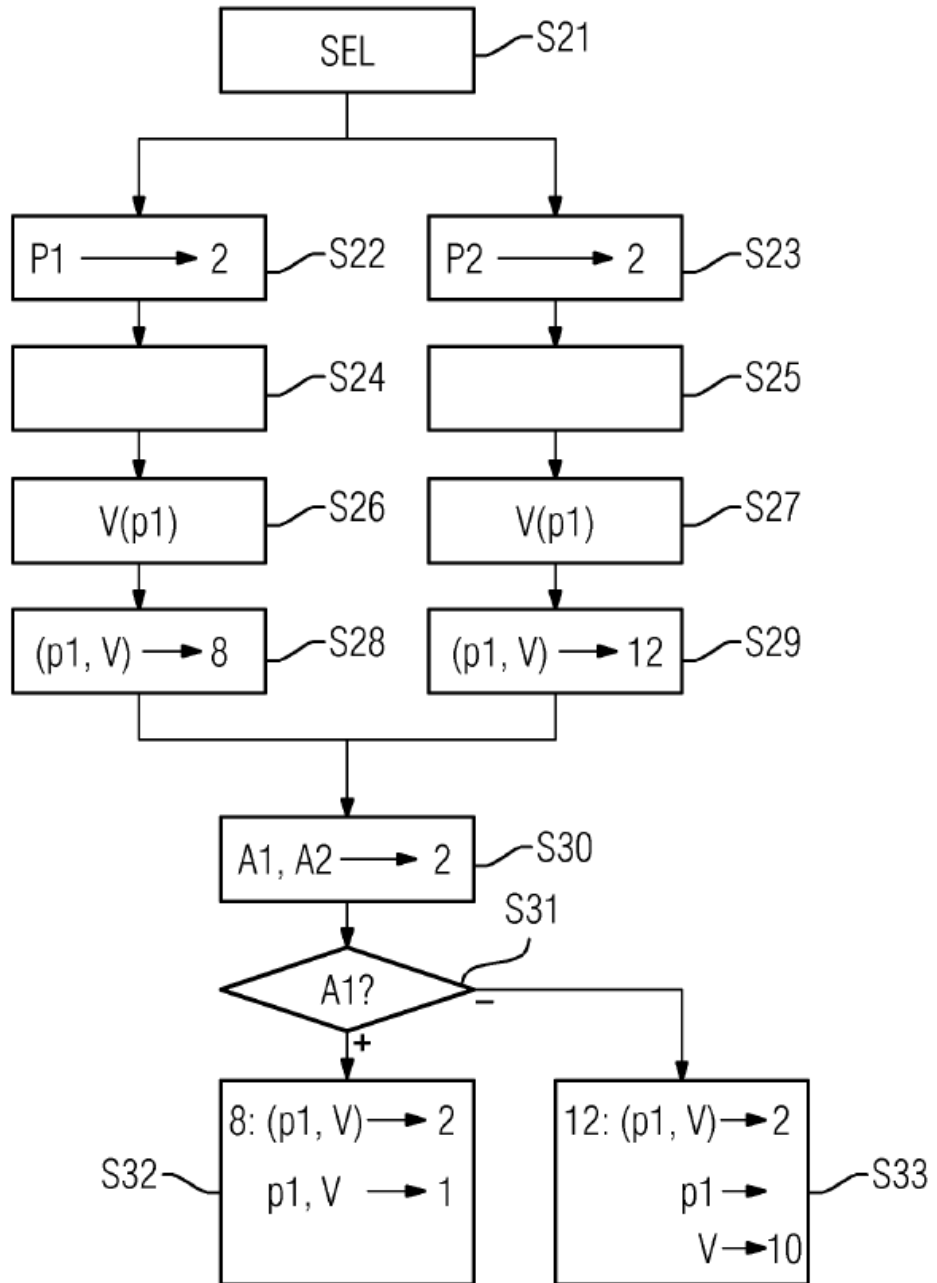 SEL
S21
P1 → 2
S22
P2 → 2
S23
S24
S25
V(p1)
S26
V(p1)
S27
(p1, V) → 8
S28
(p1, V) → 12
S29
A1, A2 → 2
S30
S31
A1?
–
+
8: (p1, V) → 2
p1, V → 1
S32
12: (p1, V) → 2
p1 →
V → 10
S33